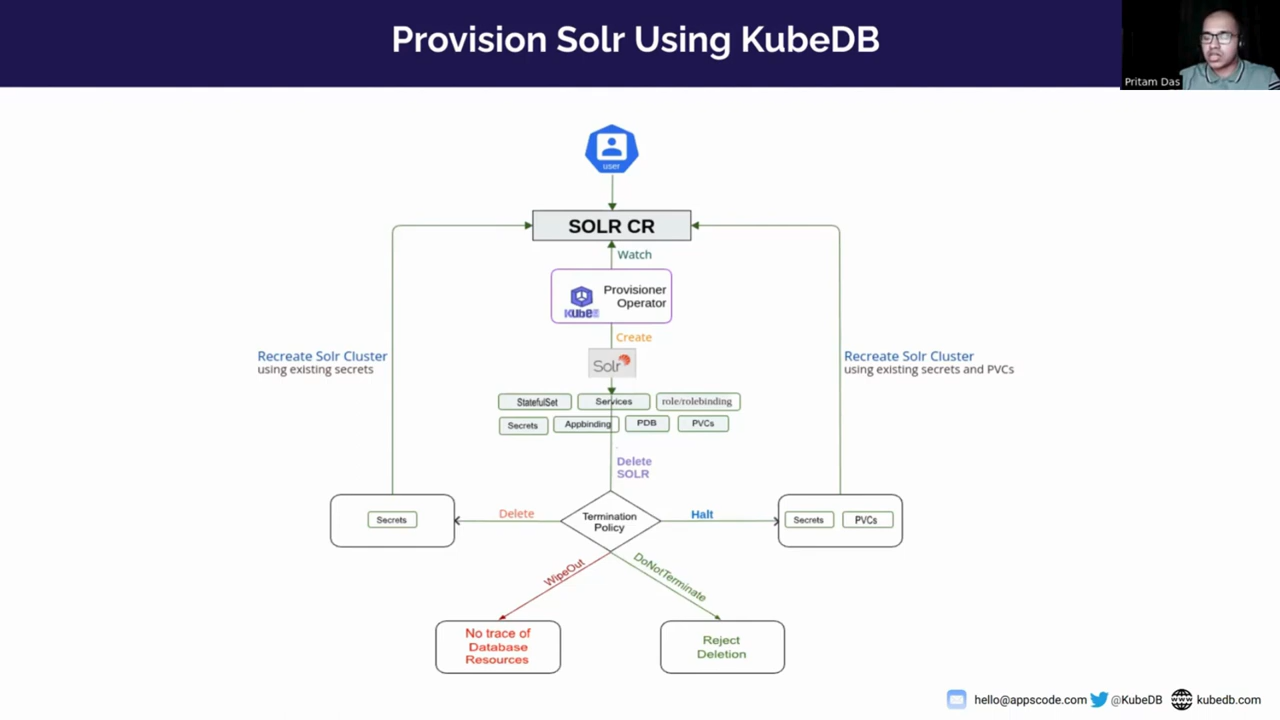 Provision Solr Using KubeDB
Pritam Das
user
SOLR CR
Watch
Provisioner
Operator
Create
Solr
Recreate Solr Cluster
using existing secrets
Recreate Solr Cluster
using existing secrets and PVCs
StatefulSet
Services
role/rolebinding
Secrets
Appbinding
PDB
PVCs
Delete
SOLR
Secrets
Delete
Termination
Policy
Halt
Secrets
PVCs
WipeOut
DoNotTerminate
No trace of
Database
Resources
Reject
Deletion
hello@appscode.com
@KubeDB
kubedb.com